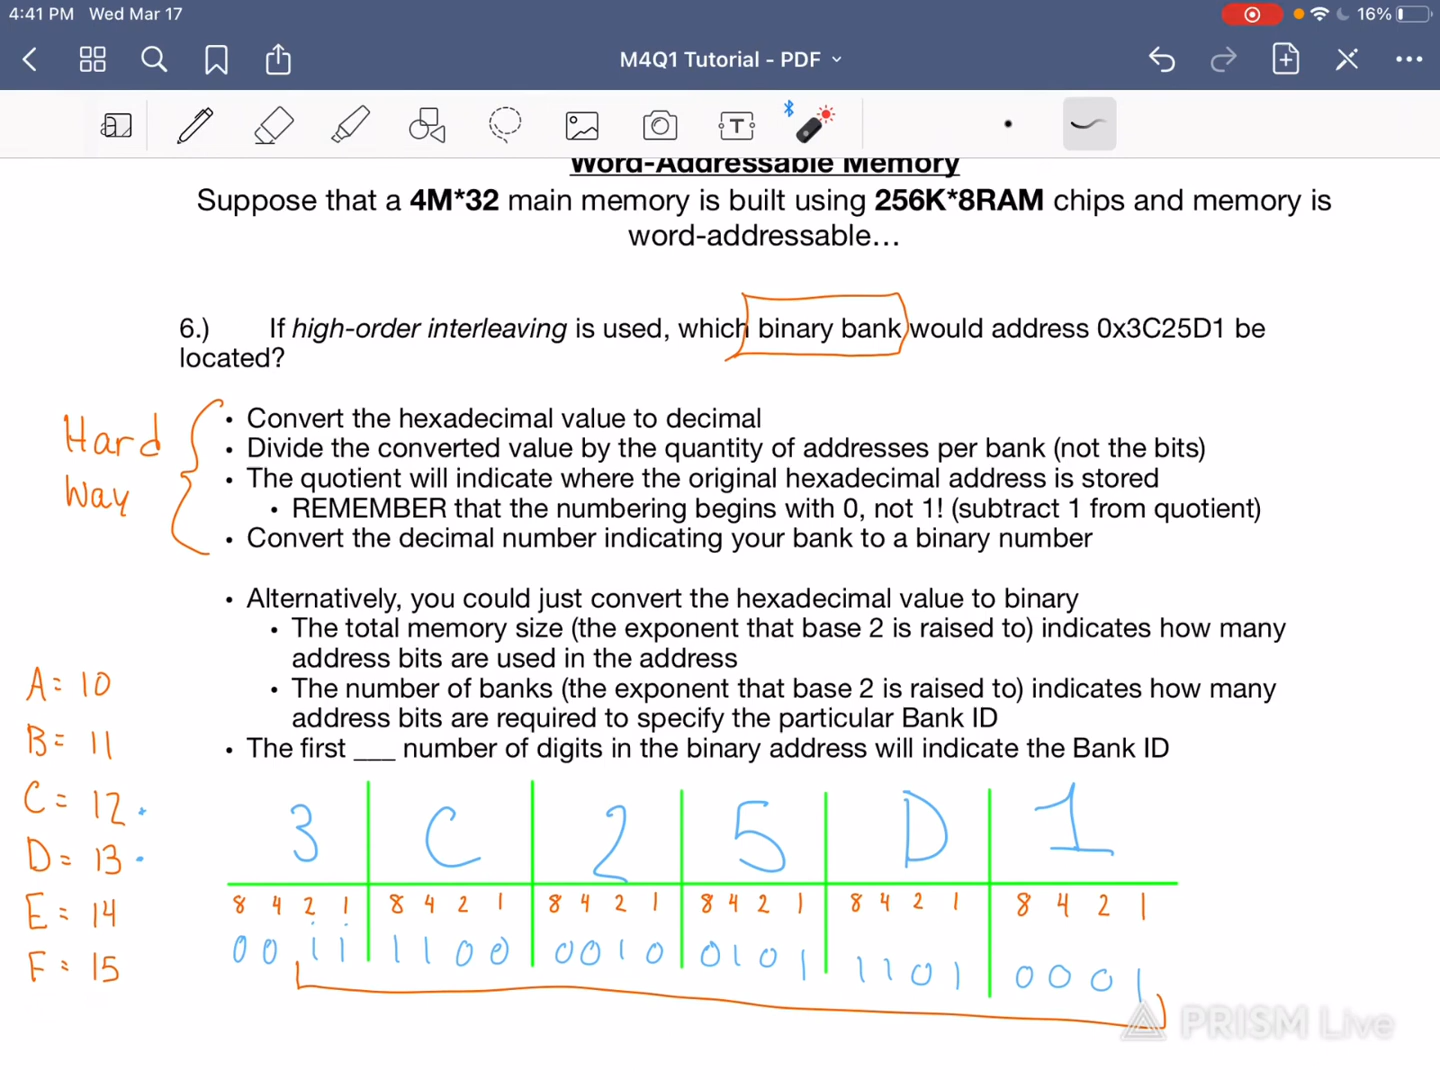 4:41 PM Wed Mar 17
16%
M4Q1 Tutorial - PDF
Word-Addressable Memory
Suppose that a 4M*32 main memory is built using 256K*8RAM chips and memory is
word-addressable…
6.) If high-order interleaving is used, which binary bank would address 0x3C25D1 be
located?
Hard
Way
• Convert the hexadecimal value to decimal
• Divide the converted value by the quantity of addresses per bank (not the bits)
• The quotient will indicate where the original hexadecimal address is stored
• REMEMBER that the numbering begins with 0, not 1! (subtract 1 from quotient)
• Convert the decimal number indicating your bank to a binary number
• Alternatively, you could just convert the hexadecimal value to binary
• The total memory size (the exponent that base 2 is raised to) indicates how many
address bits are used in the address
• The number of banks (the exponent that base 2 is raised to) indicates how many
address bits are required to specify the particular Bank ID
• The first ___ number of digits in the binary address will indicate the Bank ID
A = 10
B = 11
C = 12
D = 13
E = 14
F = 15
3 C 2 5 D 1
8 4 2 1 8 4 2 1 8 4 2 1 8 4 2 1 8 4 2 1 8 4 2 1
0 0 1 1 1 1 0 0 0 0 1 0 0 1 0 1 1 1 0 1 0 0 0 1
PRISM Live